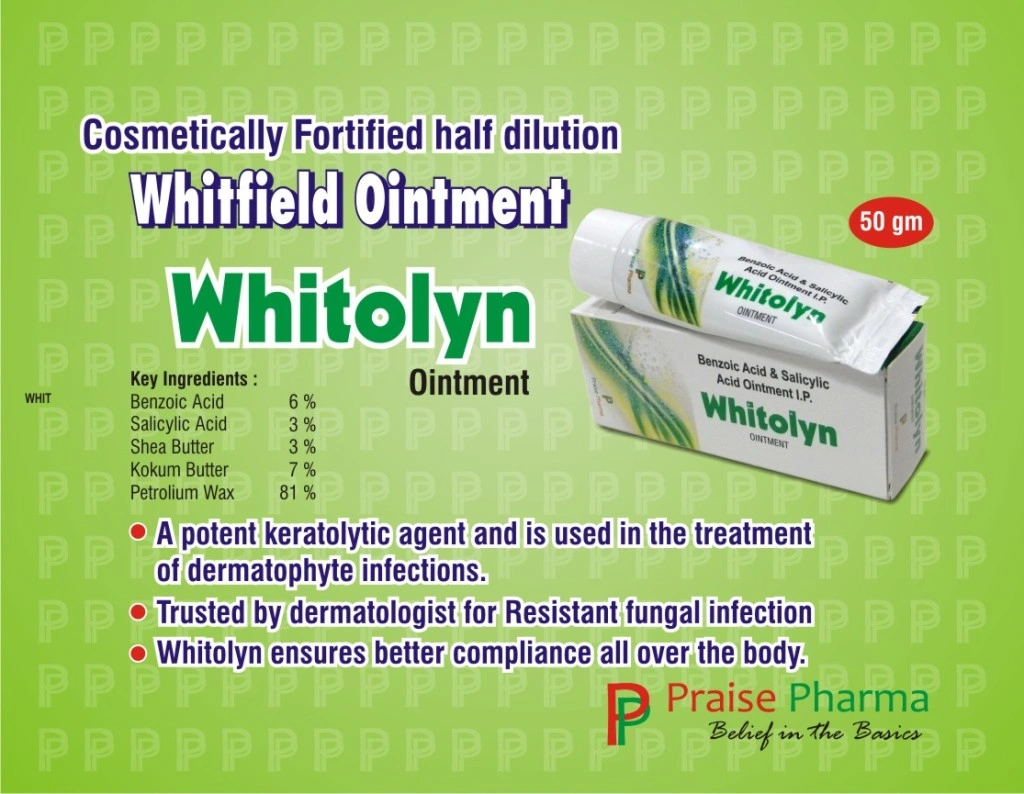 Cosmetically Fortified half dilution
Whitfield Ointment
50 gm
Whitolyn
Ointment
Benzoic Acid & Salicylic
Acid Ointment I.P.
Whitolyn
OINTMENT
Benzoic Acid & Salicylic
Acid Ointment I.P.
Whitolyn
OINTMENT
Whitolyn
WHIT
Key Ingredients :
Benzoic Acid 6 %
Salicylic Acid 3 %
Shea Butter 3 %
Kokum Butter 7 %
Petrolium Wax 81 %
• A potent keratolytic agent and is used in the treatment
of dermatophyte infections.
• Trusted by dermatologist for Resistant fungal infection
• Whitolyn ensures better compliance all over the body.
Praise Pharma
Belief in the Basics